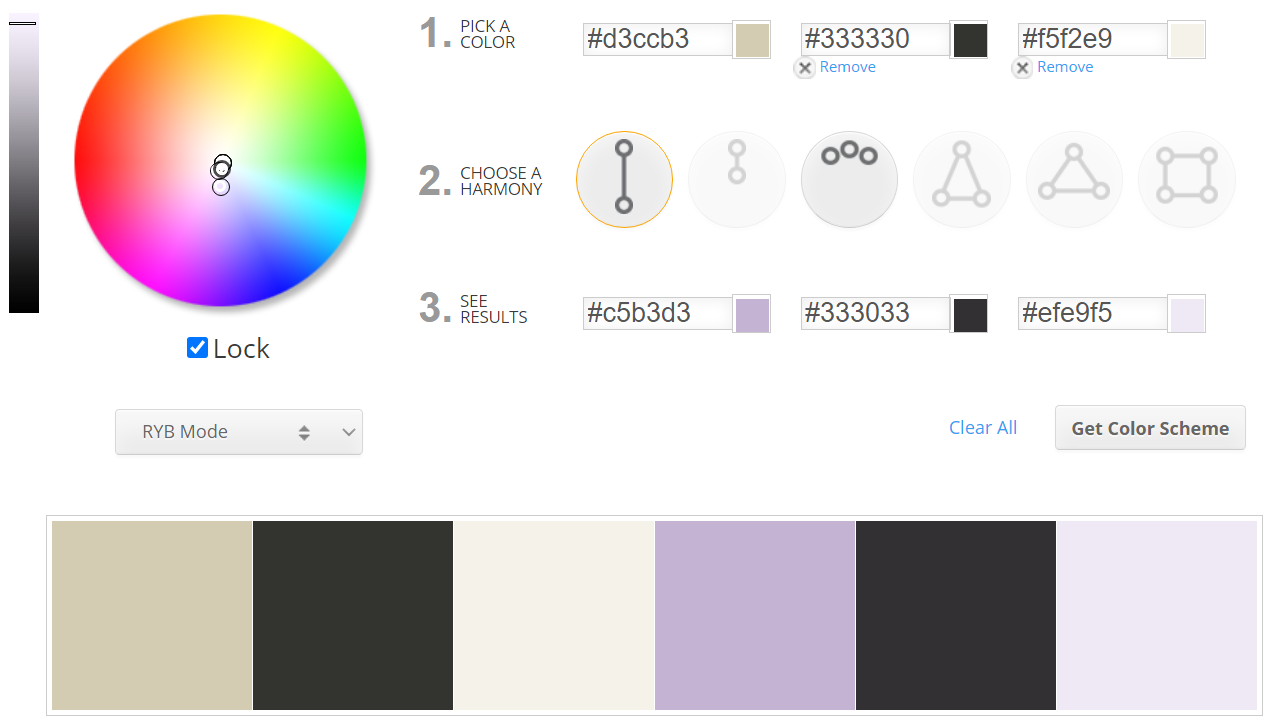 1. PICK A
COLOR
#d3ccb3 #333330 #f5f2e9
Remove Remove
2. CHOOSE A
HARMONY
3. SEE
RESULTS
#c5b3d3 #333033 #efe9f5
Lock
RYB Mode
Clear All
Get Color Scheme